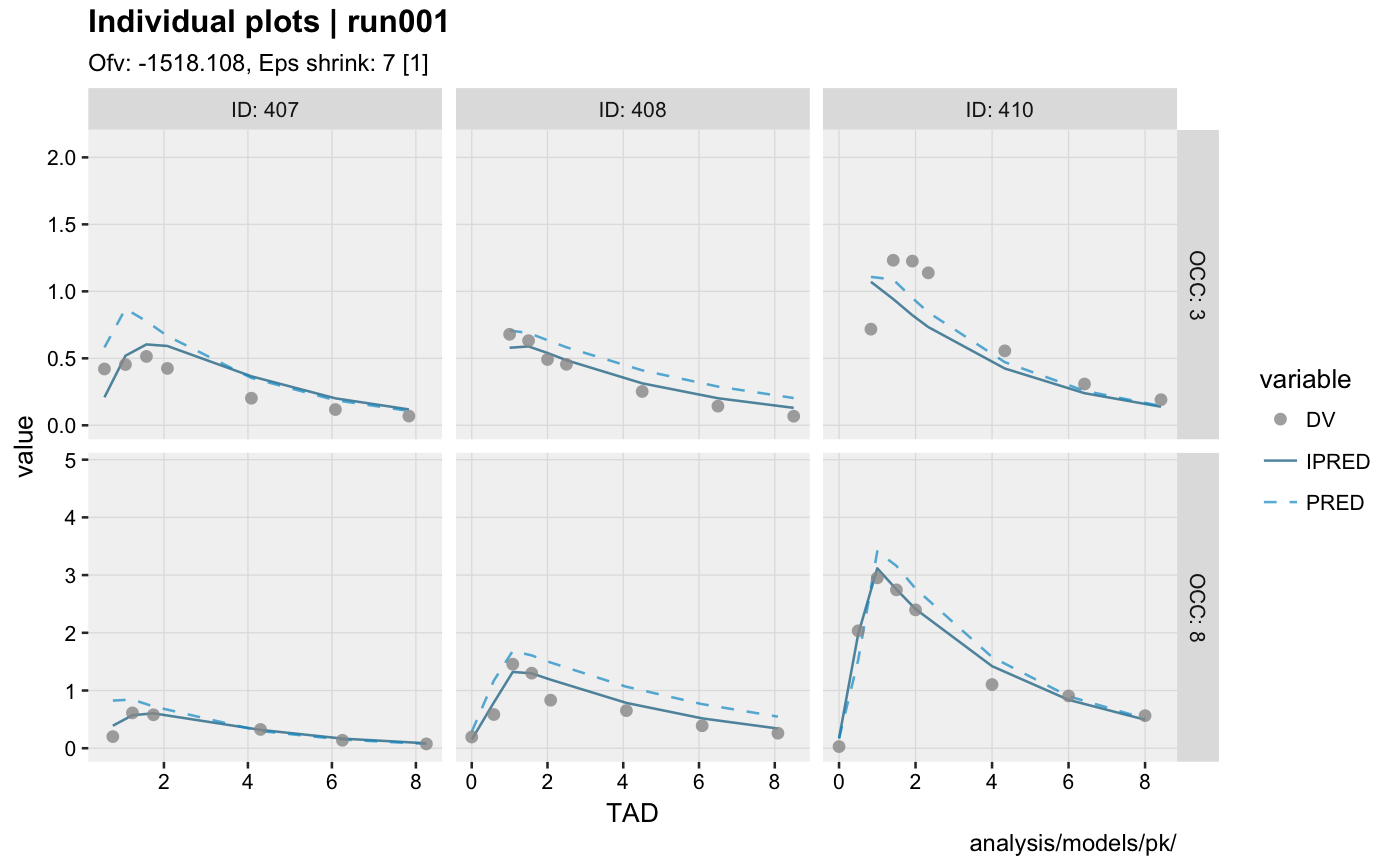 Individual plots | run001
Ofv: -1518.108, Eps shrink: 7 [1]
ID: 407
ID: 408
ID: 410
2.0
1.5
1.0
0.5
0.0
OCC: 3
value
5
4
3
2
1
0
OCC: 8
2 4 6 8
0 2 4 6 8
0 2 4 6 8
TAD
variable
DV
IPRED
PRED
analysis/models/pk/